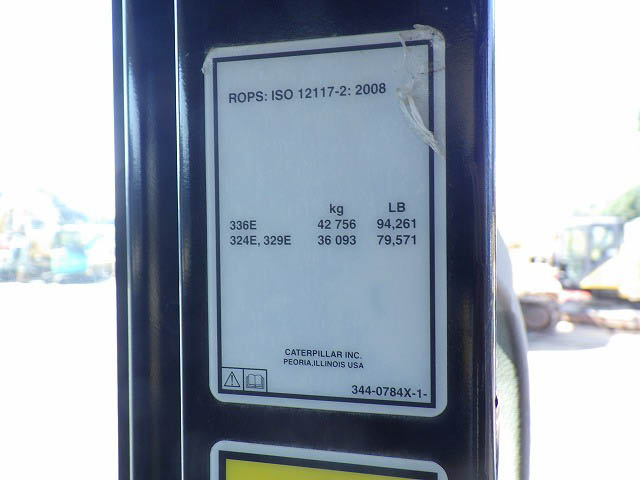 ROPS: ISO 12117-2: 2008
kg LB
336E 42 756 94,261
324E, 329E 36 093 79,571
CATERPILLAR INC.
PEORIA,ILLINOIS USA
344-0784X-1-